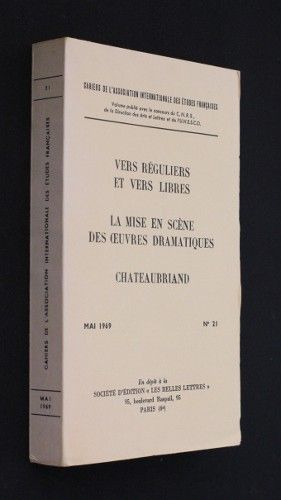 CAHIERS DE L'ASSOCIATION INTERNATIONALE DES ÉTUDES FRANÇAISES
Volume publié avec le concours du C.N.R.S.,
de la Direction des Arts et Lettres et de l'UNESCO.
VERS RÉGULIERS
ET VERS LIBRES
LA MISE EN SCÈNE
DES ŒUVRES DRAMATIQUES
CHATEAUBRIAND
MAI 1969 N° 21
En dépôt à la
SOCIÉTÉ D'ÉDITION « LES BELLES LETTRES »
95, boulevard Raspail, 95
PARIS (6e)
21
CAHIERS DE L'ASSOCIATION INTERNATIONALE DES ÉTUDES FRANÇAISES
MAI
1969